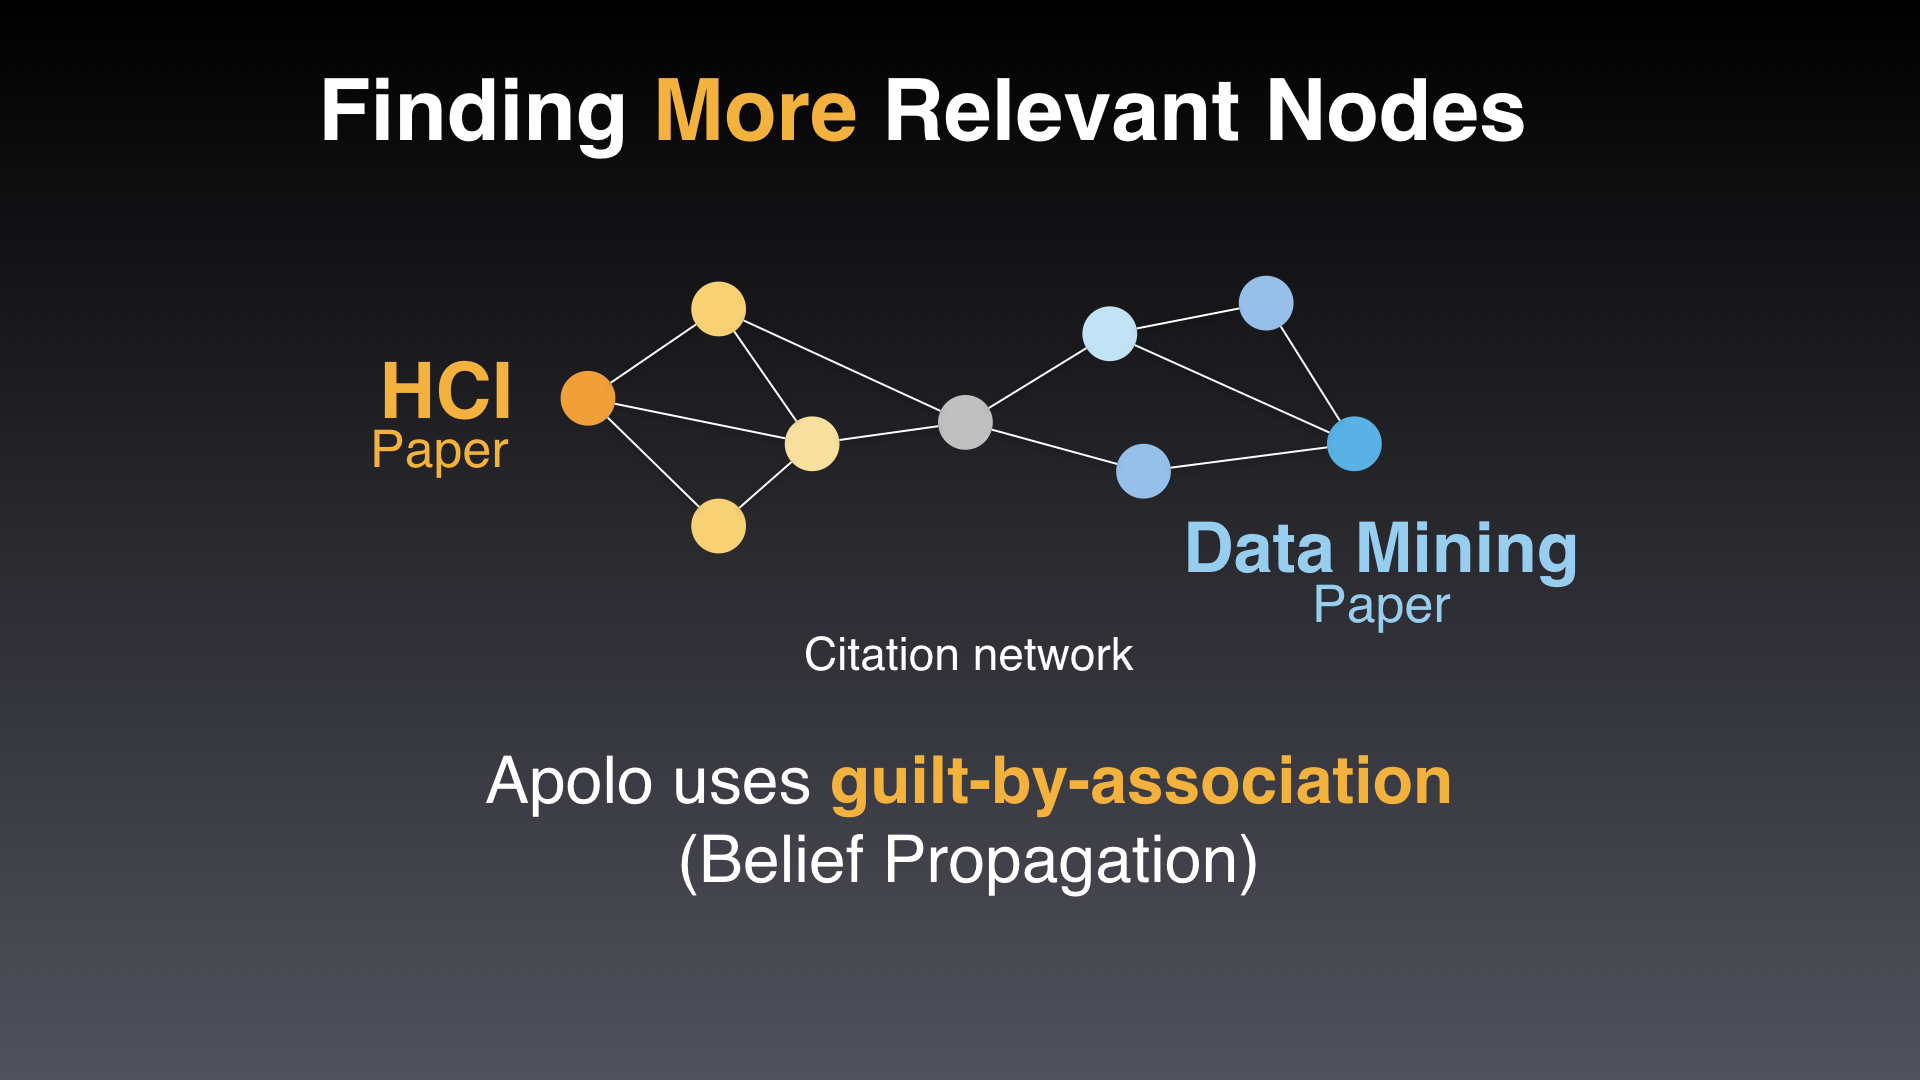 Finding More Relevant Nodes
HCI
Paper
Data Mining
Paper
Citation network
Apolo uses guilt-by-association
(Belief Propagation)